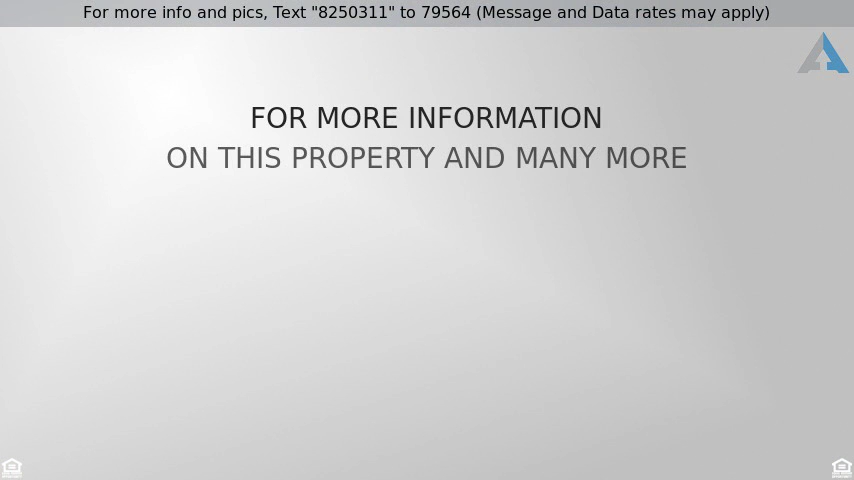 For more info and pics, Text "8250311" to 79564 (Message and Data rates may apply)
FOR MORE INFORMATION
ON THIS PROPERTY AND MANY MORE